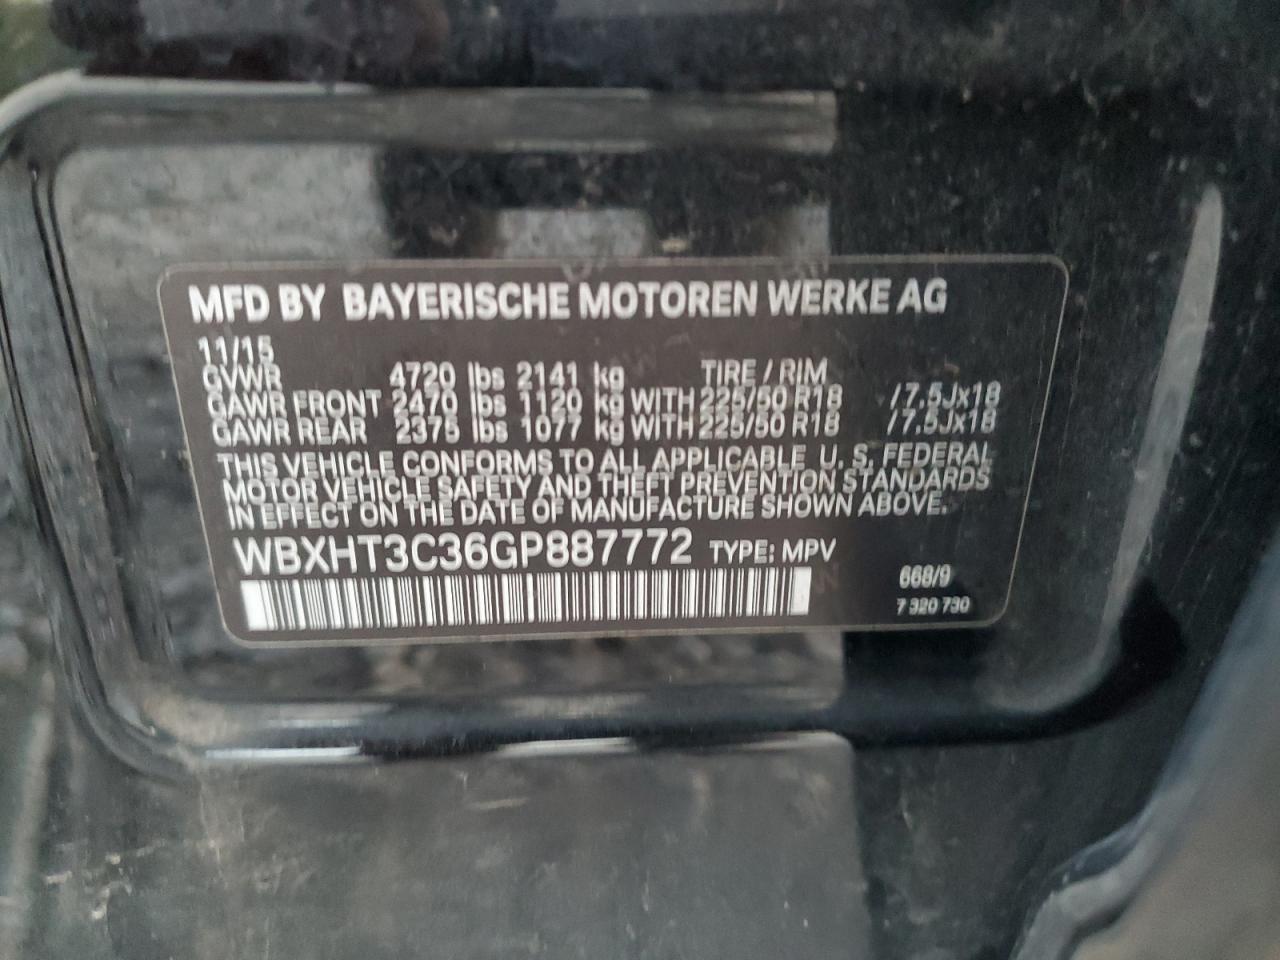 MFD BY BAYERISCHE MOTOREN WERKE AG
11/15
GVWR 4720 lbs 2141 kg TIRE / RIM
GAWR FRONT 2470 lbs 1120 kg WITH 225/50 R18 /7.5Jx18
GAWR REAR 2375 lbs 1077 kg WITH 225/50 R18 /7.5Jx18
THIS VEHICLE CONFORMS TO ALL APPLICABLE U. S. FEDERAL
MOTOR VEHICLE SAFETY AND THEFT PREVENTION STANDARDS
IN EFFECT ON THE DATE OF MANUFACTURE SHOWN ABOVE.
WBXHT3C36GP887772 TYPE: MPV
668/9
7 320 730